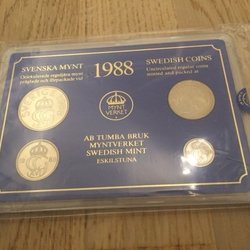 SVENSKA MYNT
Ocirkulerade regulära mynt
präglade och förpackade vid
1988
SWEDISH COINS
Uncirculated regular coins
minted and packed at
MYNT
VERKET
AB TUMBA BRUK
MYNTVERKET
SWEDISH MINT
ESKILSTUNA